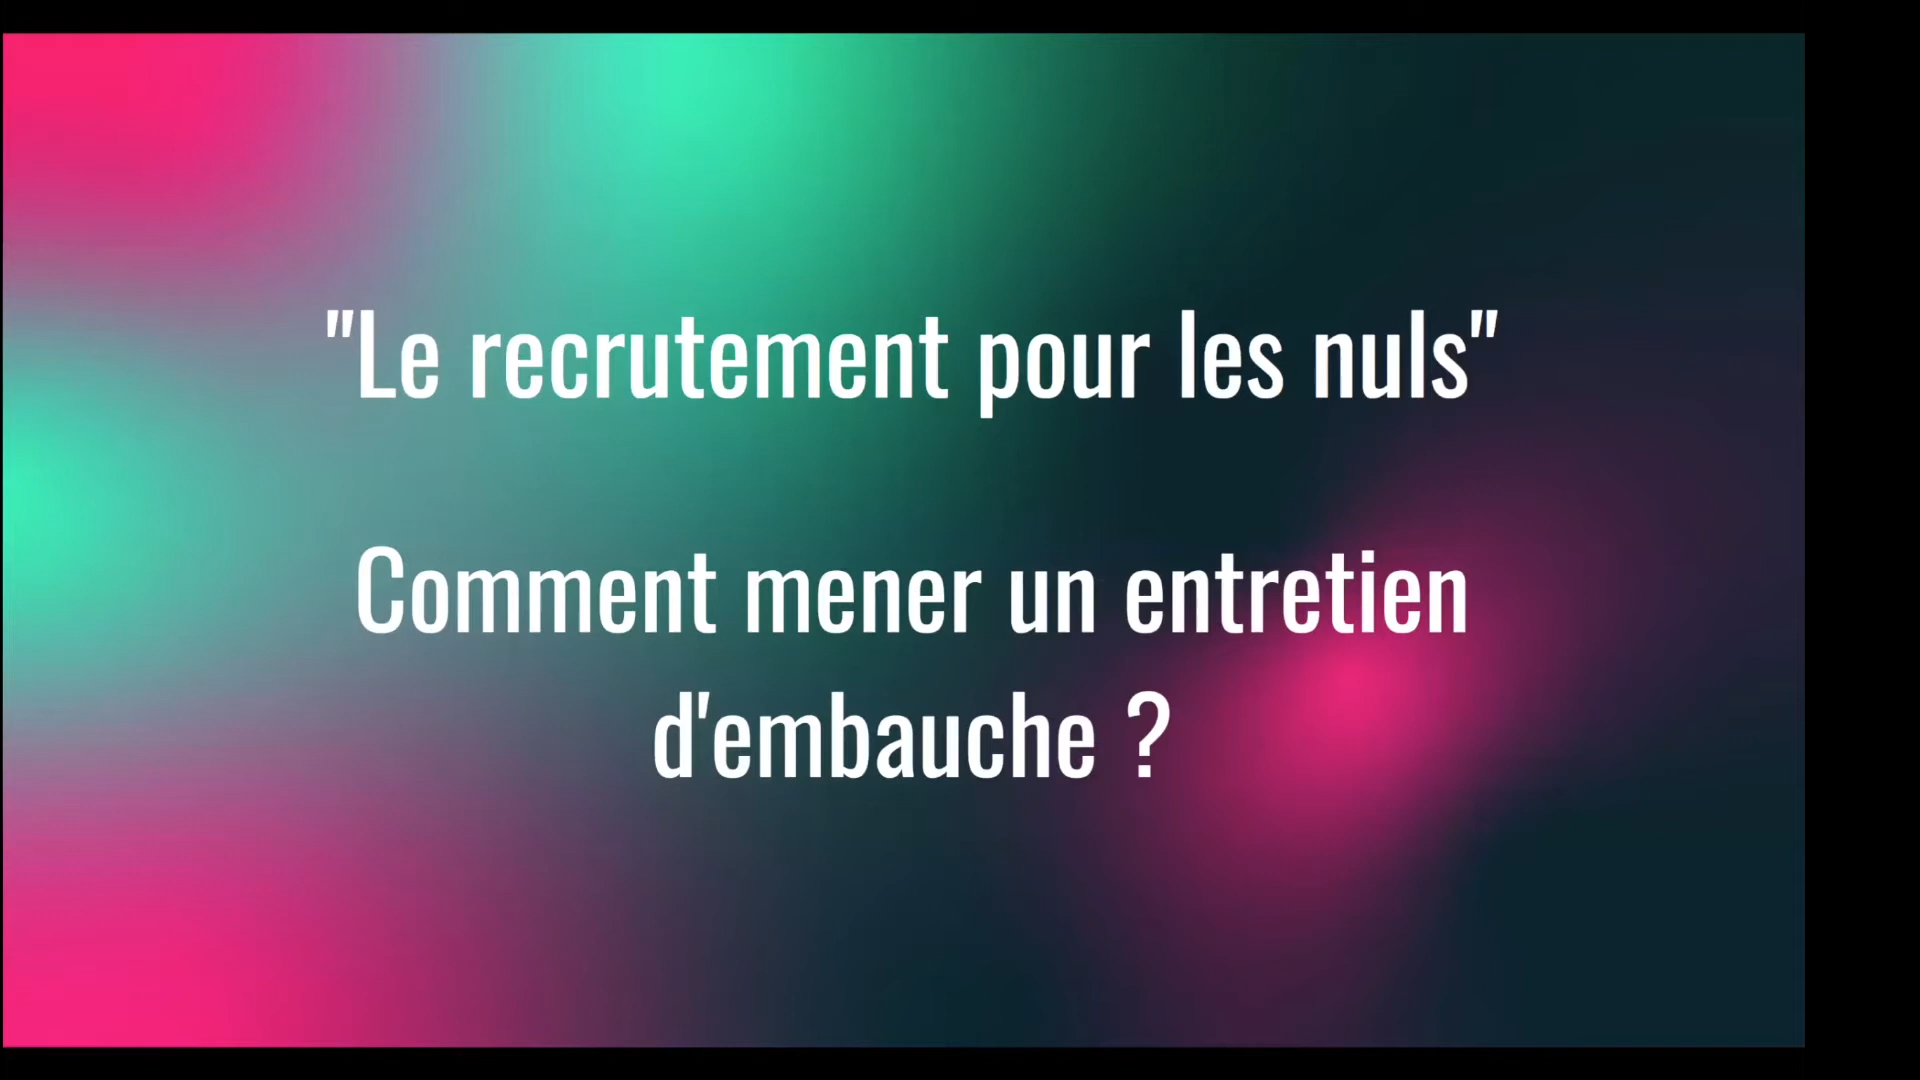 "Le recrutement pour les nuls"
Comment mener un entretien
d'embauche ?